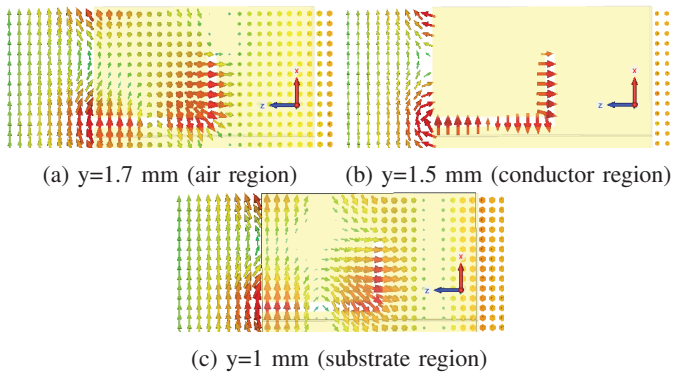 x
z
x
z
(a) y=1.7 mm (air region)
(b) y=1.5 mm (conductor region)
x
z
(c) y=1 mm (substrate region)